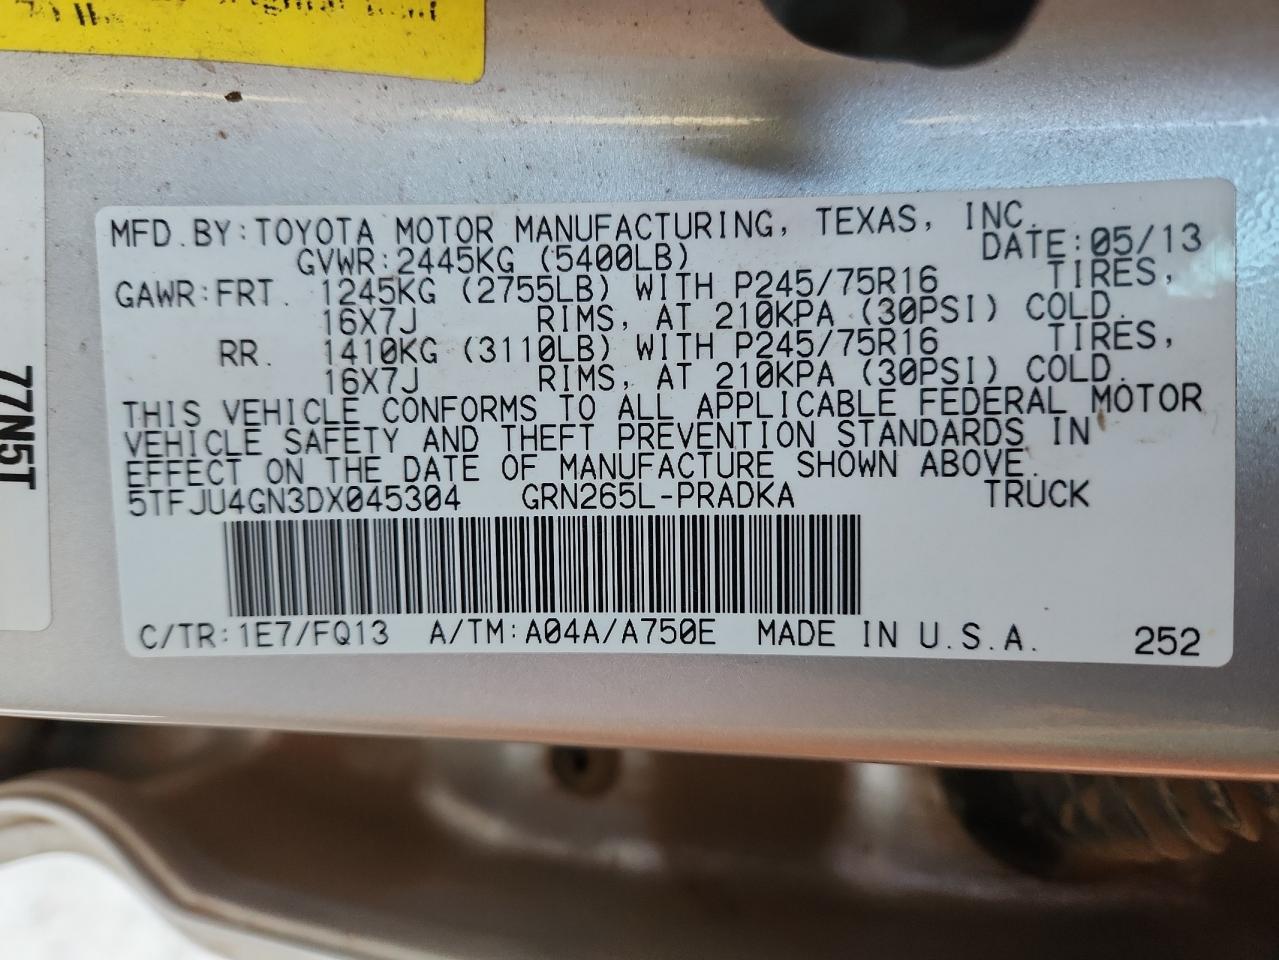 MFD. BY: TOYOTA MOTOR MANUFACTURING, TEXAS, INC.
GVWR: 2445KG (5400LB) DATE: 05/13
GAWR: FRT. 1245KG (2755LB) WITH P245/75R16 TIRES,
16X7J RIMS, AT 210KPA (30PSI) COLD.
RR. 1410KG (3110LB) WITH P245/75R16 TIRES,
16X7J RIMS, AT 210KPA (30PSI) COLD.
THIS VEHICLE CONFORMS TO ALL APPLICABLE FEDERAL MOTOR
VEHICLE SAFETY AND THEFT PREVENTION STANDARDS IN
EFFECT ON THE DATE OF MANUFACTURE SHOWN ABOVE.
5TFJU4GN3DX045304 GRN265L-PRADKA TRUCK
C/TR: 1E7/FQ13 A/TM: A04A/A750E MADE IN U.S.A. 252
77N5T